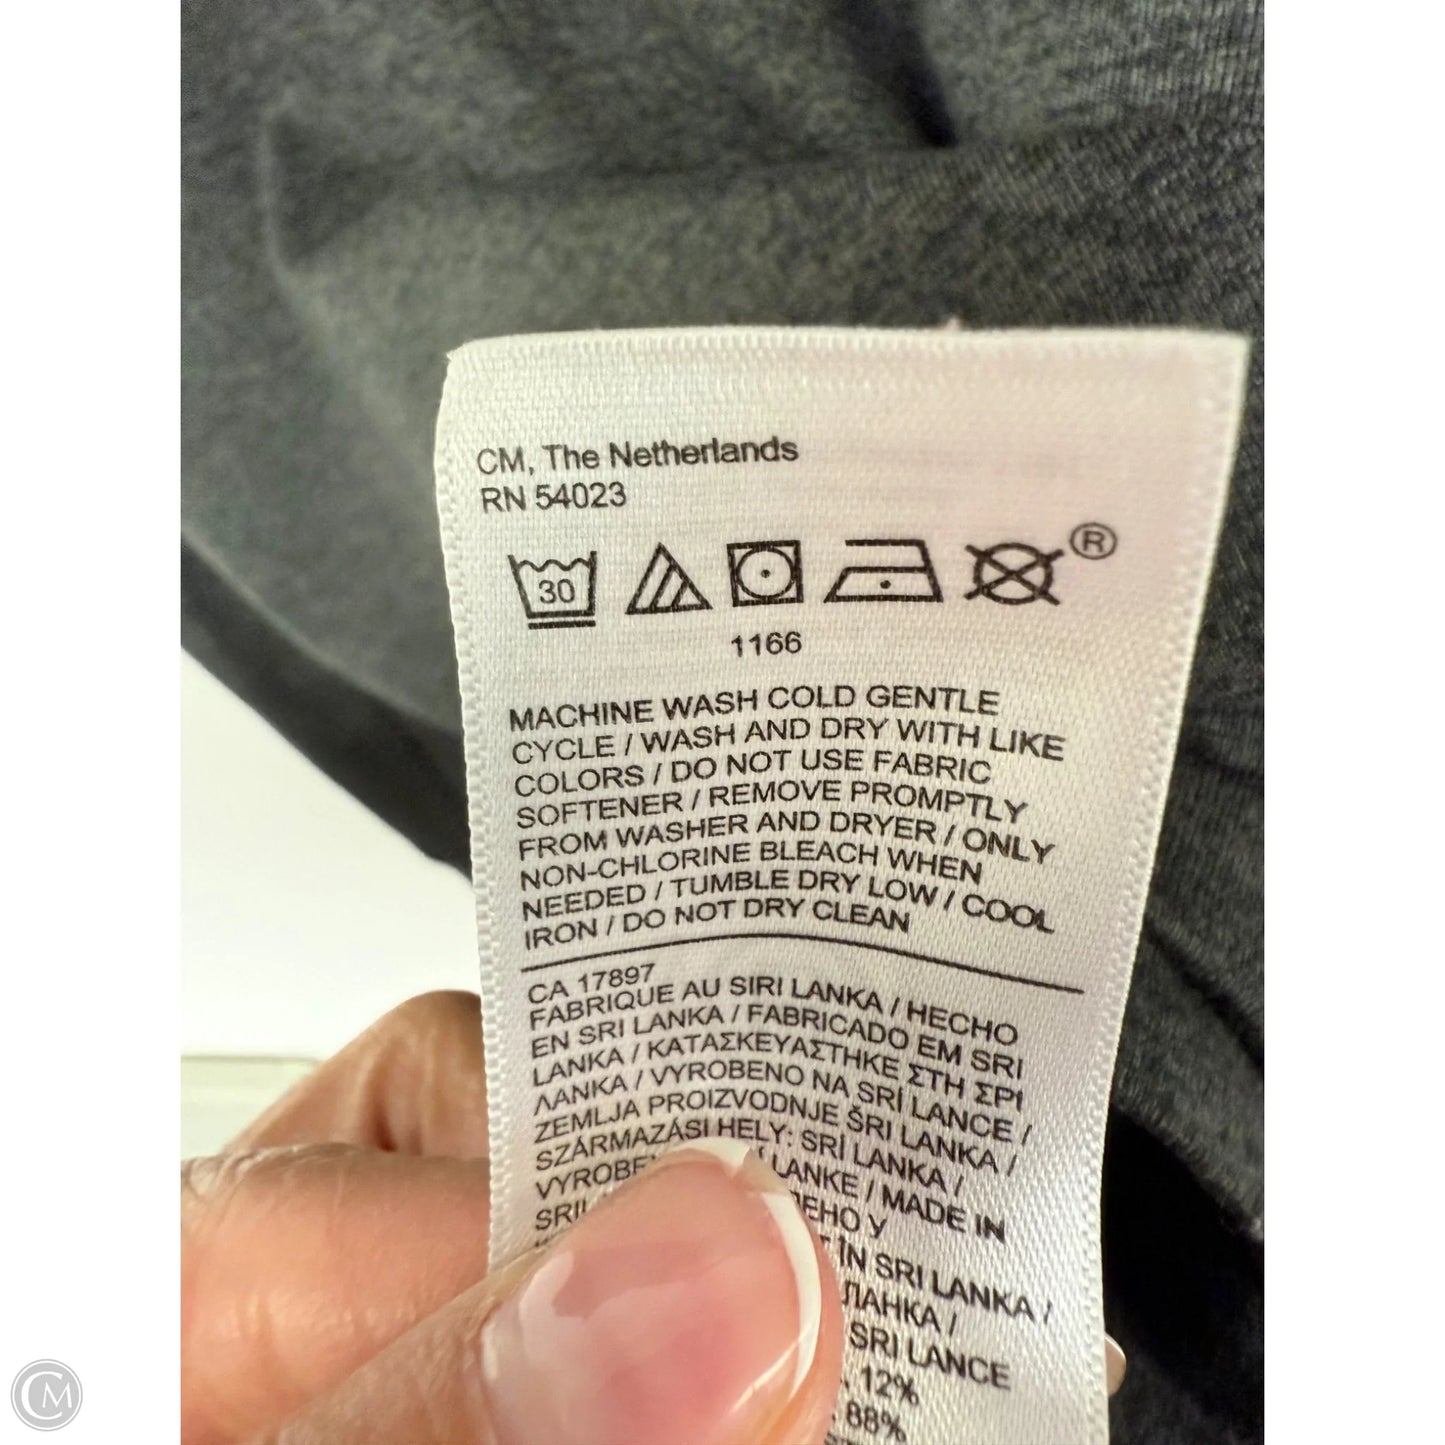 CM, The Netherlands
RN 54023
30
®
1166
MACHINE WASH COLD GENTLE
CYCLE / WASH AND DRY WITH LIKE
COLORS / DO NOT USE FABRIC
SOFTENER / REMOVE PROMPTLY
FROM WASHER AND DRYER / ONLY
NON-CHLORINE BLEACH WHEN
NEEDED / TUMBLE DRY LOW / COOL
IRON / DO NOT DRY CLEAN
CA 17897
FABRIQUE AU SIRI LANKA / HECHO
EN SRI LANKA / FABRICADO EM SRI
LANKA / ΚΑΤΑΣΚΕΥΑΣΤΗΚΕ ΣΤΗ ΣΡΙ
ΛΑΝΚΑ / VYROBENO NA SRÍ LANCE /
ZEMLJA PROIZVODNJE ŠRI LANKA /
SZÁRMAZÁSI HELY: SRÍ LANKA /
LANKE / MADE IN
ÎN SRI LANKA /
SRI LANCE
12%
88%
CM